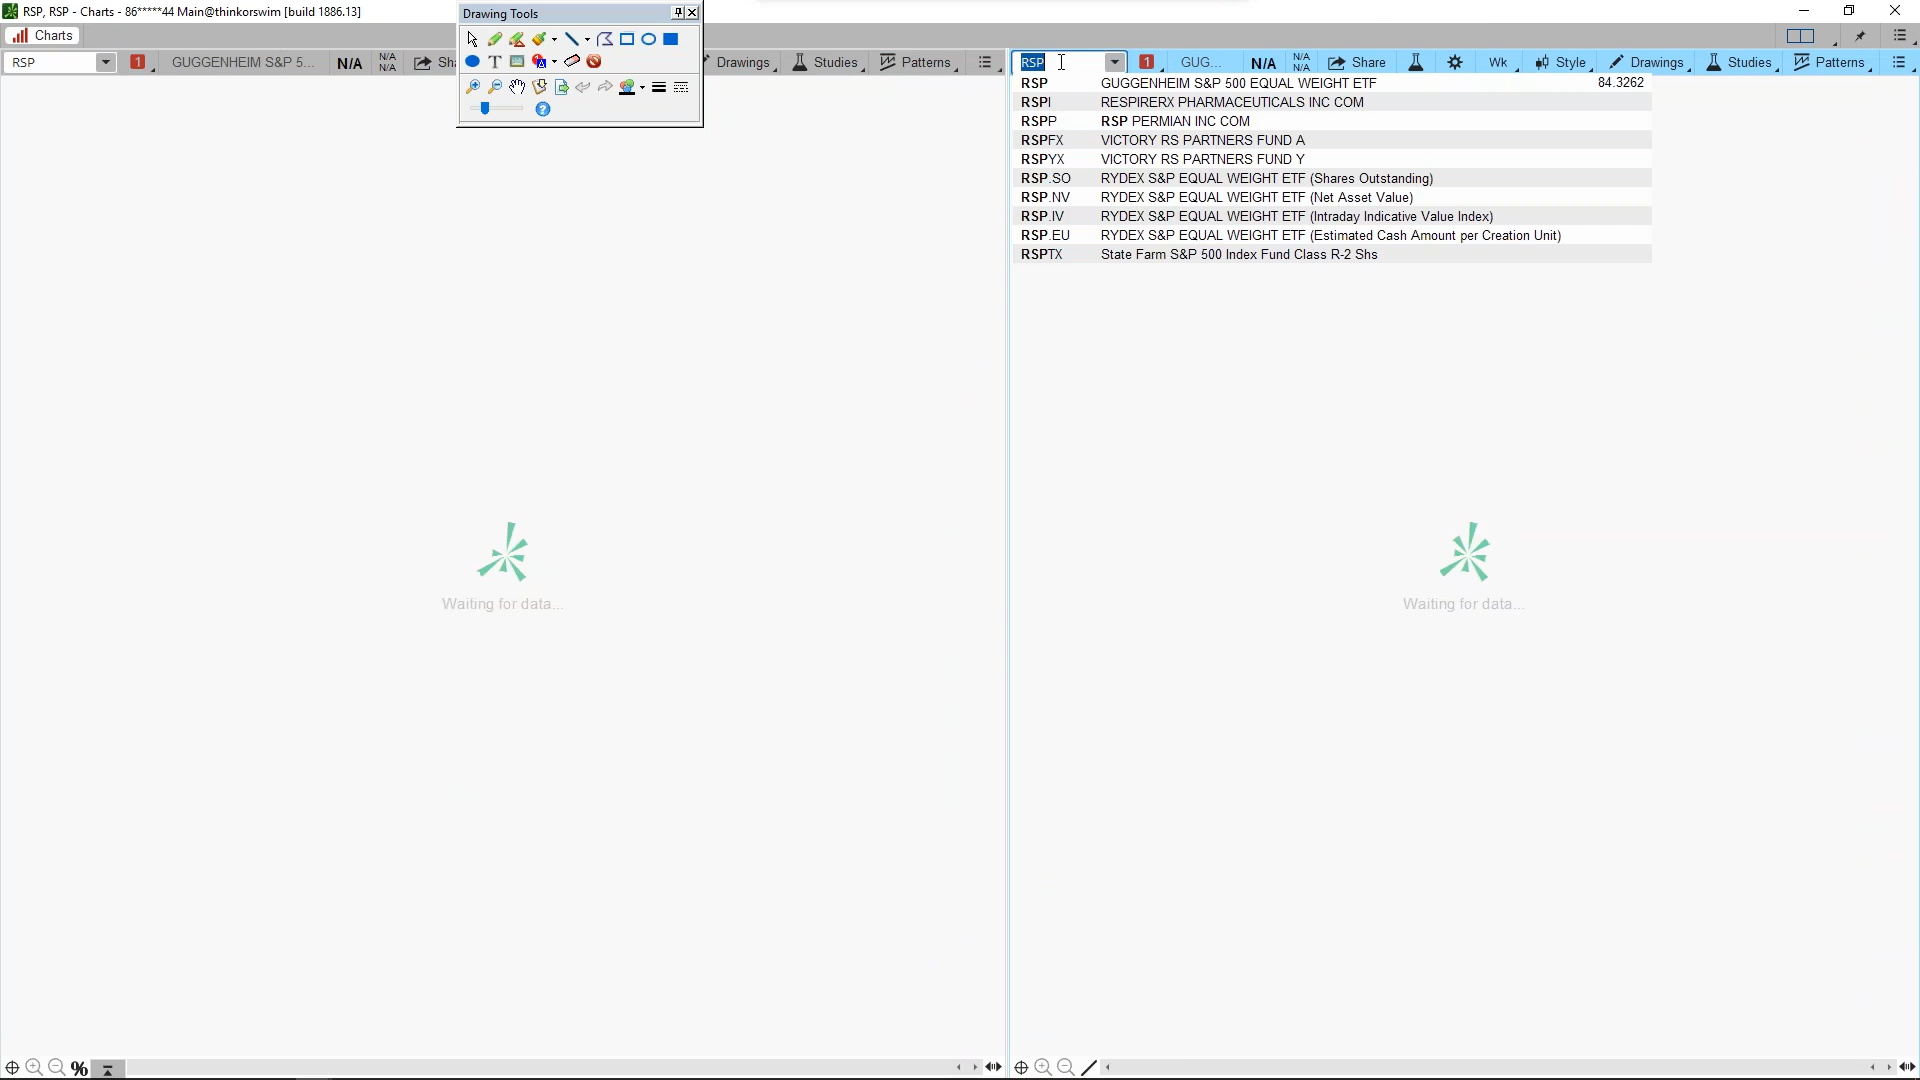 RSP, RSP - Charts - 86*****44 Main@thinkorswim [build 1886.13]
Drawing Tools
Charts
RSP
1
GUGGENHEIM S&P 5...
N/A
N/A
N/A
Sha
T
Drawings
Studies
Patterns
RSP
1
GUG...
N/A
N/A
N/A
Share
Wk
Style
Drawings
Studies
Patterns
RSP GUGGENHEIM S&P 500 EQUAL WEIGHT ETF 84.3262
RSPI RESPIRERX PHARMACEUTICALS INC COM
RSPP RSP PERMIAN INC COM
RSPFX VICTORY RS PARTNERS FUND A
RSPYX VICTORY RS PARTNERS FUND Y
RSP.SO RYDEX S&P EQUAL WEIGHT ETF (Shares Outstanding)
RSP.NV RYDEX S&P EQUAL WEIGHT ETF (Net Asset Value)
RSP.IV RYDEX S&P EQUAL WEIGHT ETF (Intraday Indicative Value Index)
RSP.EU RYDEX S&P EQUAL WEIGHT ETF (Estimated Cash Amount per Creation Unit)
RSPTX State Farm S&P 500 Index Fund Class R-2 Shs
Waiting for data...
Waiting for data...
%